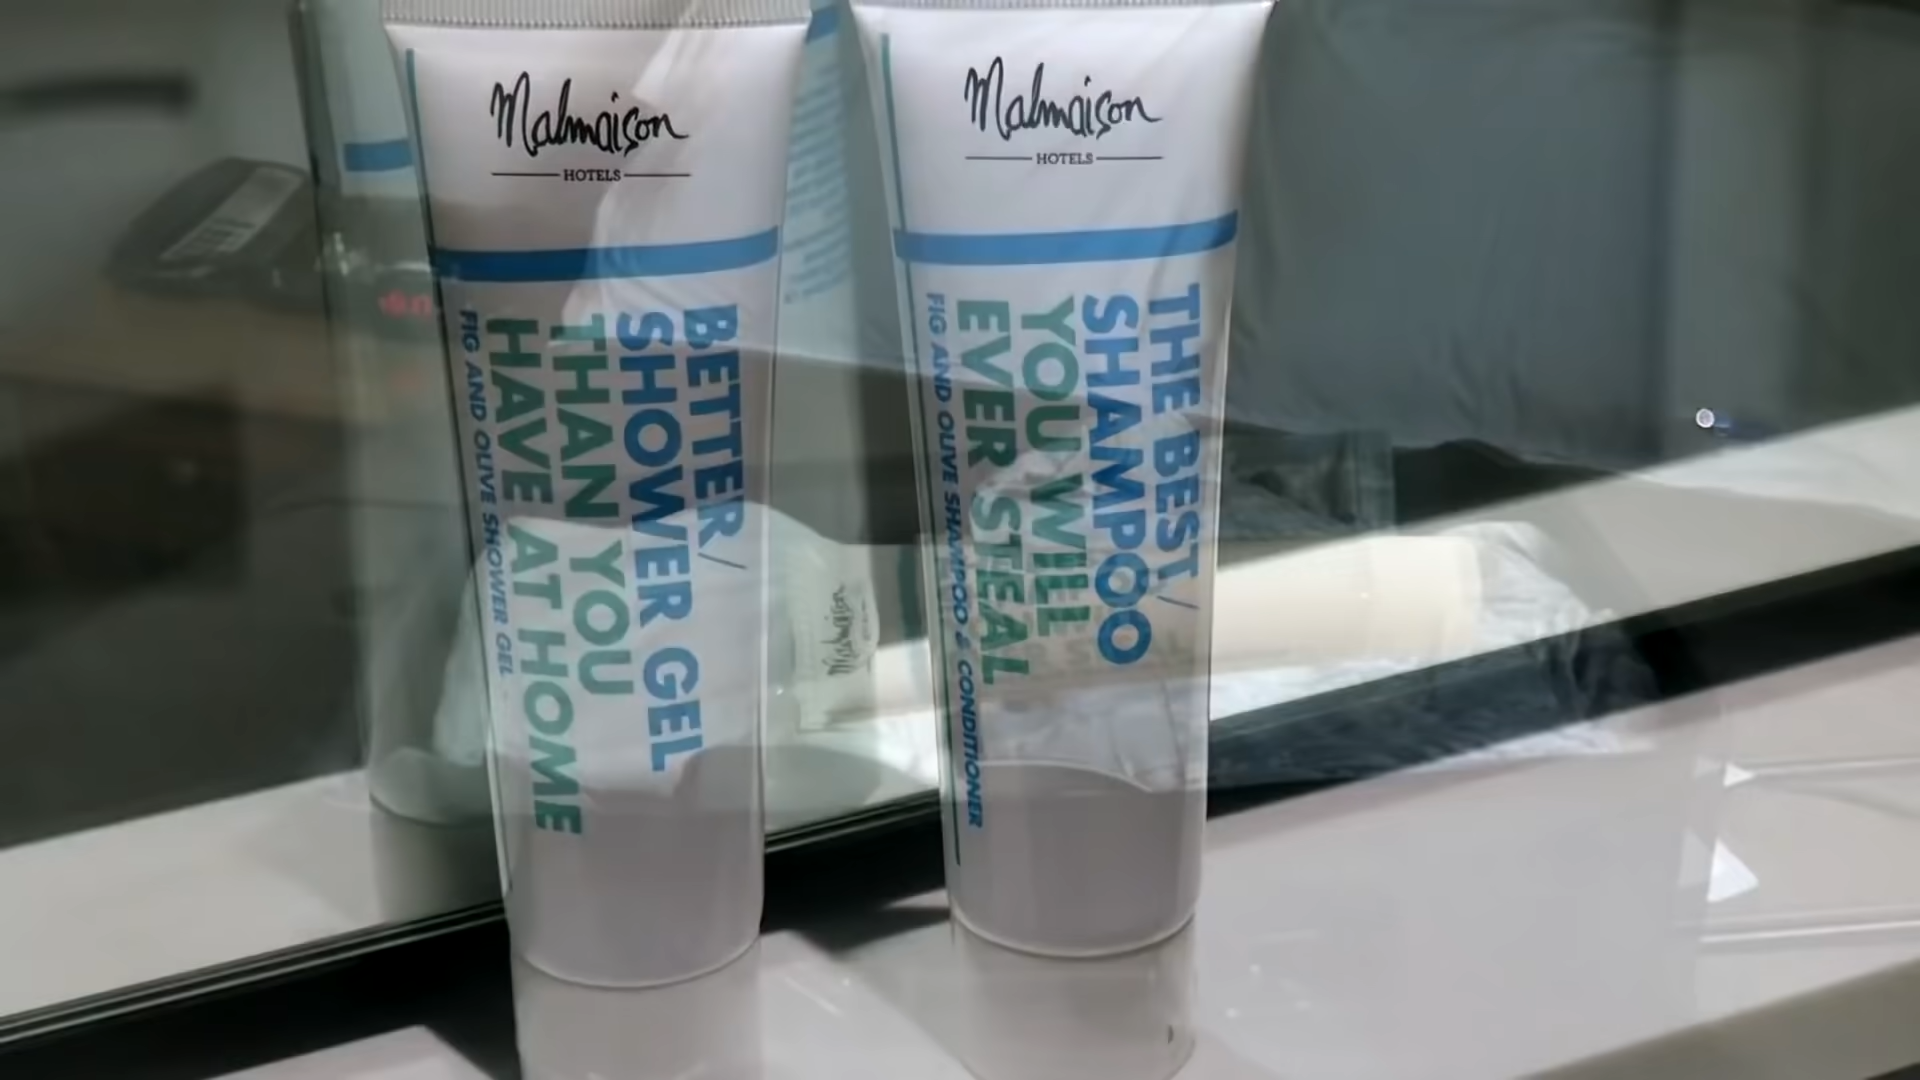 Malmaison
HOTELS
BETTER/
SHOWER GEL
THAN YOU
HAVE AT HOME
FIG AND OLIVE SHOWER GEL
Malmaison
HOTELS
THE BEST/
SHAMPOO
YOU WILL
EVER STEAL
FIG AND OLIVE SHAMPOO & CONDITIONER
Malmaison